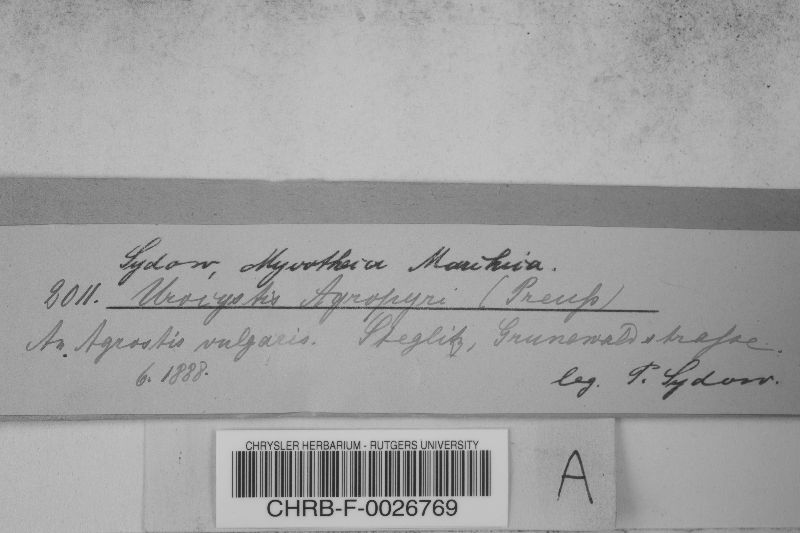 Sydow, Mycotheca Marchica.
2011. Urocystis Agropyri (Preuß)
An Agrostis vulgaris. Steglitz, Grunewaldstraße.
6. 1888.
leg. P. Sydow.
CHRYSLER HERBARIUM - RUTGERS UNIVERSITY
CHRB-F-0026769
A